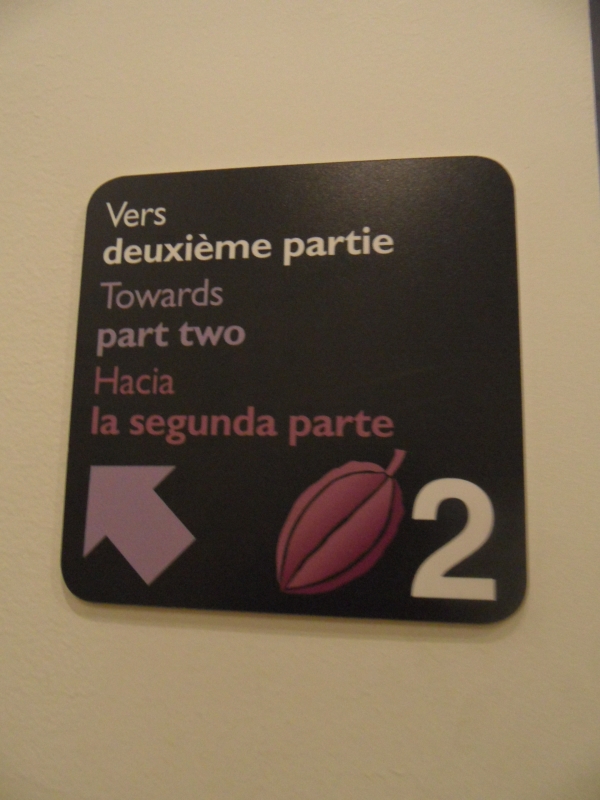 Vers
deuxième partie
Towards
part two
Hacia
la segunda parte
2